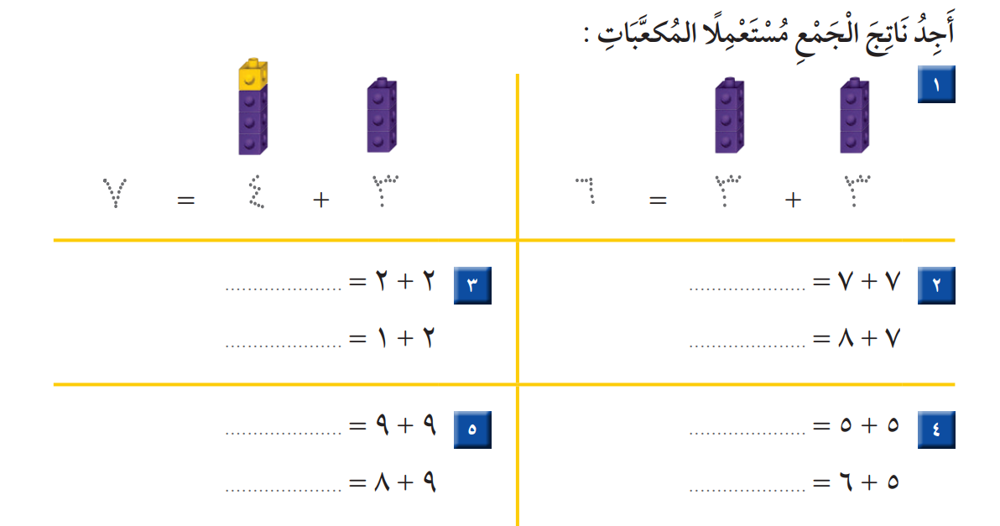 أَجِدُ نَاتِجَ الْجَمْعِ مُسْتَعْمِلًا المُكعَّبَاتِ :
١
٣ + ٣ = ٦
٣ + ٤ = ٧
٢
٧ + ٧ = ....................
٧ + ٨ = ....................
٣
٢ + ٢ = ....................
٢ + ١ = ....................
٤
٥ + ٥ = ....................
٥ + ٦ = ....................
٥
٩ + ٩ = ....................
٩ + ٨ = ....................